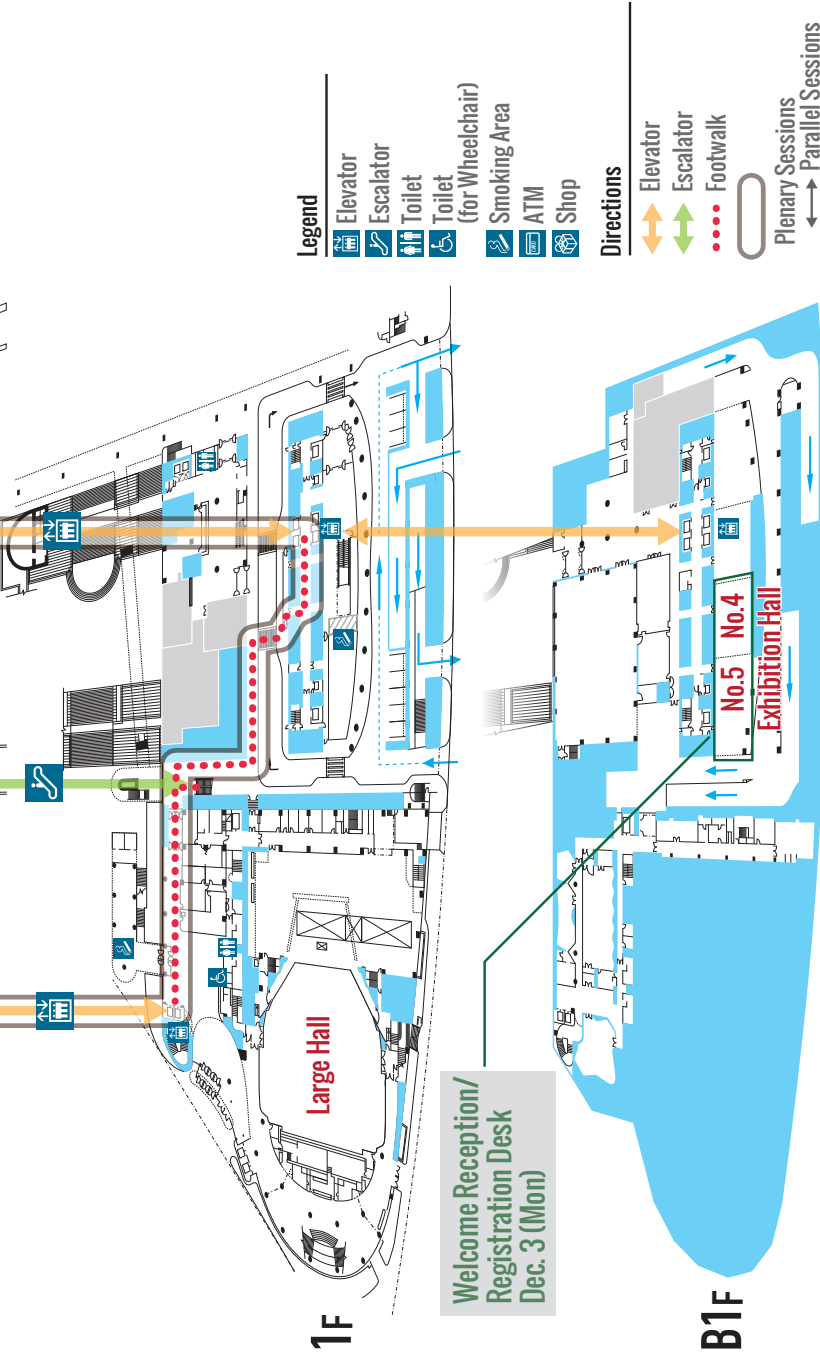 Legend
Elevator
Escalator
Toilet
Toilet
(for Wheelchair)
Smoking Area
ATM
Shop
Directions
Elevator
Escalator
Footwalk
Plenary Sessions
Parallel Sessions
1F
Large Hall
B1F
Welcome Reception/
Registration Desk
Dec. 3 (Mon)
No.5
No.4
Exhibition Hall